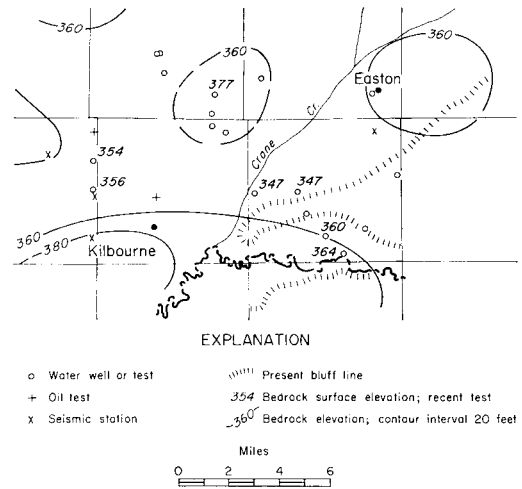 360
360
360
377
Easton
Crane Cr.
354
356
347
347
360
380
Kilbourne
360
364
EXPLANATION
Water well or test
Oil test
Seismic station
Present bluff line
354 Bedrock surface elevation; recent test
360 Bedrock elevation; contour interval 20 feet
Miles
0 2 4 6